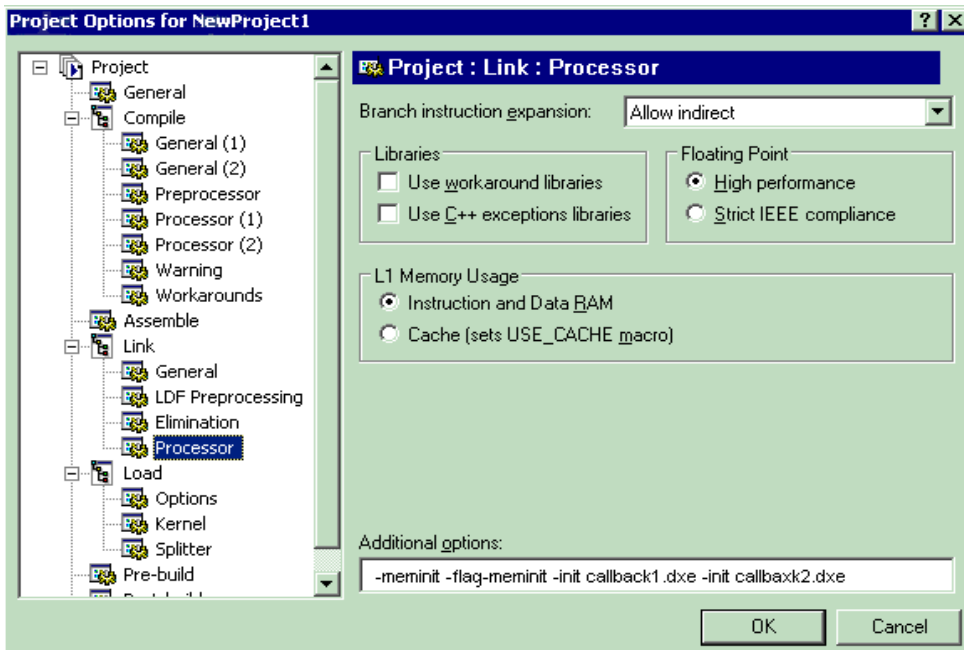 Project Options for NewProject1
Project
General
Compile
General (1)
General (2)
Preprocessor
Processor (1)
Processor (2)
Warning
Workarounds
Assemble
Link
General
LDF Preprocessing
Elimination
Processor
Load
Options
Kernel
Splitter
Pre-build
Project : Link : Processor
Branch instruction expansion: Allow indirect
Libraries
Use workaround libraries
Use C++ exceptions libraries
Floating Point
High performance
Strict IEEE compliance
L1 Memory Usage
Instruction and Data RAM
Cache (sets USE_CACHE macro)
Additional options:
-meminit -flag-meminit -init callback1.dxe -init callbaxk2.dxe
OK Cancel